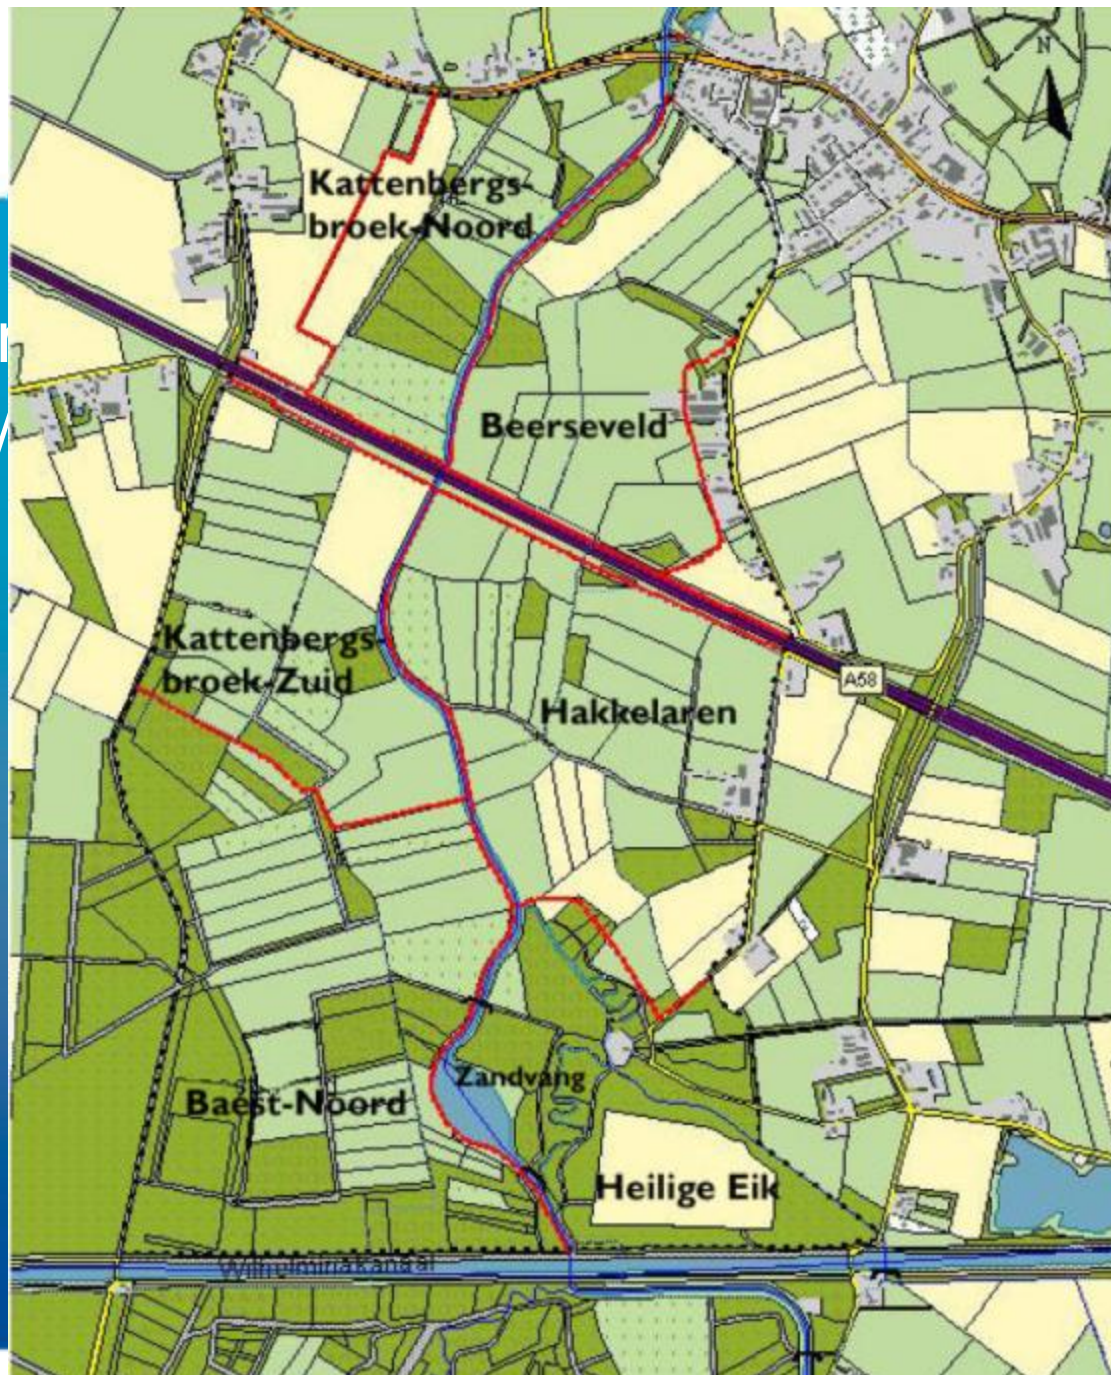 N
Kattenbergs-
broek-Noord
Beerseveld
Kattenbergs-
broek-Zuid
A58
Hakkelaren
Zandvang
Baest-Noord
Heilige Eik
Wilhelminakanaal